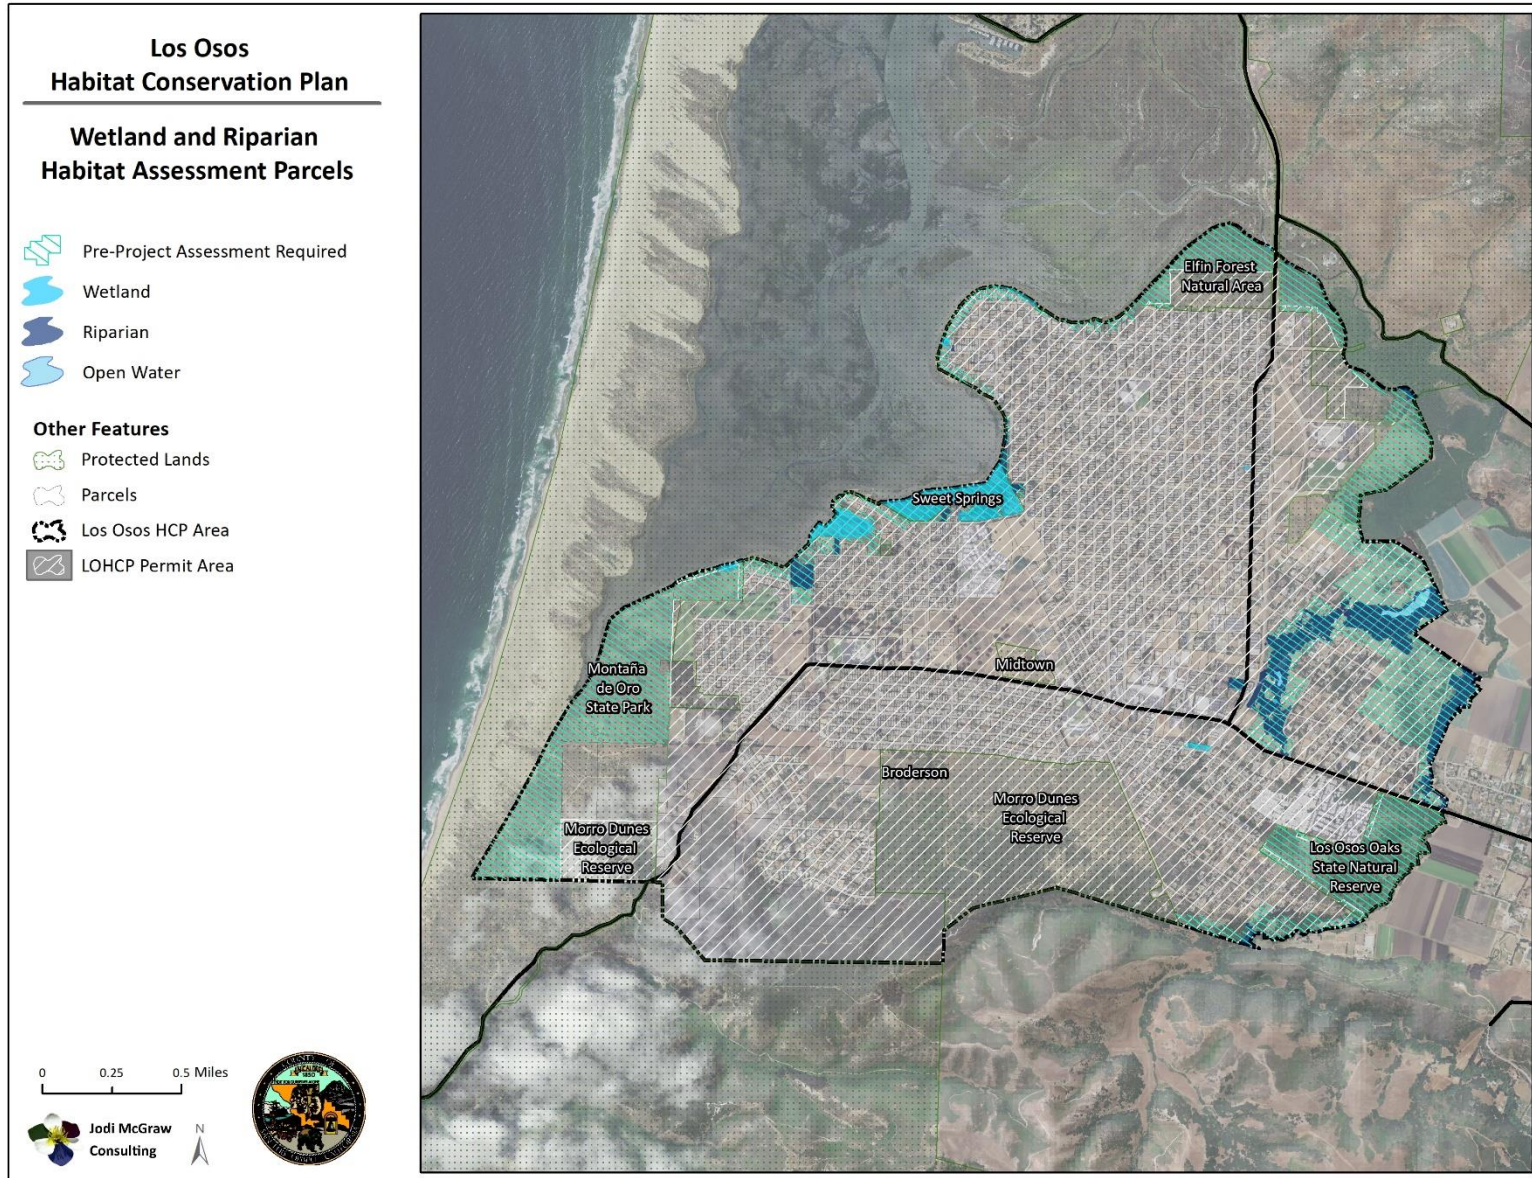 Los Osos
Habitat Conservation Plan
Wetland and Riparian
Habitat Assessment Parcels
Pre-Project Assessment Required
Wetland
Riparian
Open Water
Other Features
Protected Lands
Parcels
Los Osos HCP Area
LOHCP Permit Area
0 0.25 0.5 Miles
Jodi McGraw
Consulting
N
Elfin Forest
Natural Area
Sweet Springs
Montaña
de Oro
State Park
Midtown
Broderson
Morro Dunes
Ecological
Reserve
Morro Dunes
Ecological
Reserve
Los Osos Oaks
State Natural
Reserve